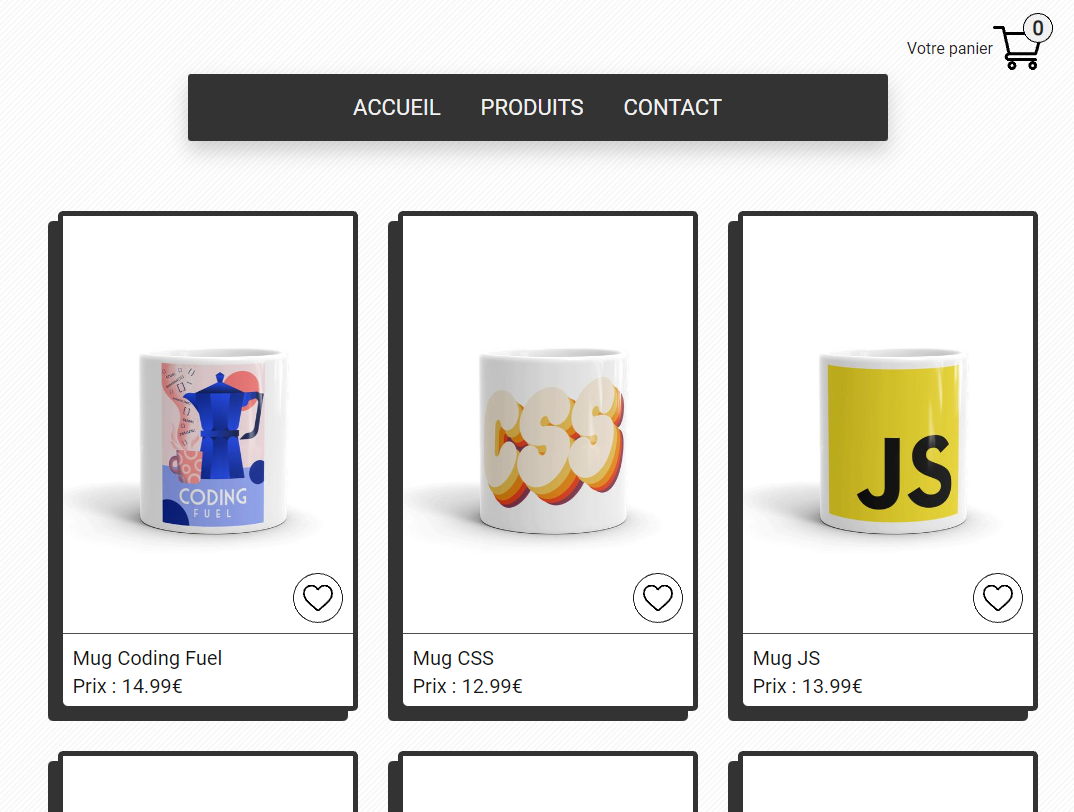 0
Votre panier
ACCUEIL PRODUITS CONTACT
CODING
FUEL
CSS
JS
Mug Coding Fuel
Prix : 14.99€
Mug CSS
Prix : 12.99€
Mug JS
Prix : 13.99€